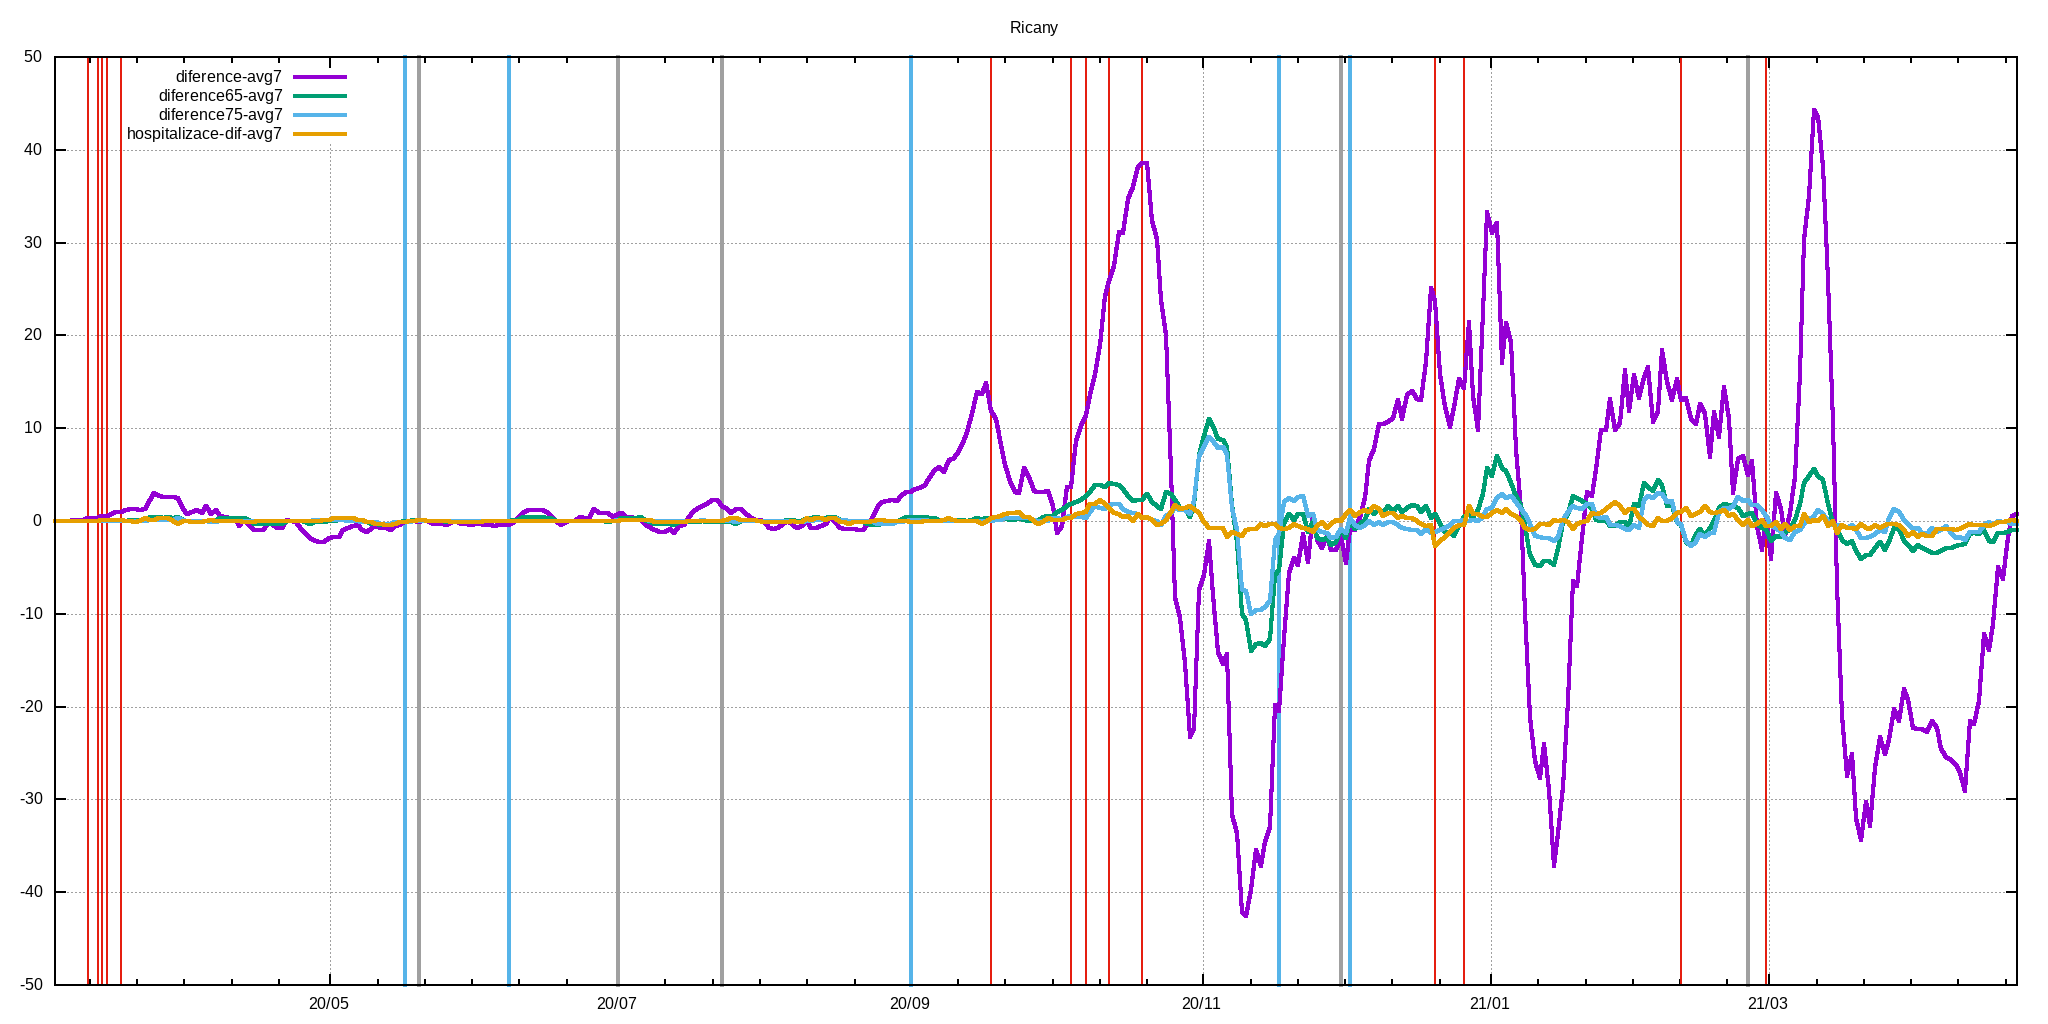 Ricany
50
diference-avg7
diference65-avg7
diference75-avg7
hospitalizace-dif-avg7
40
30
20
10
0
-10
-20
-30
-40
-50
20/05 20/07 20/09 20/11 21/01 21/03